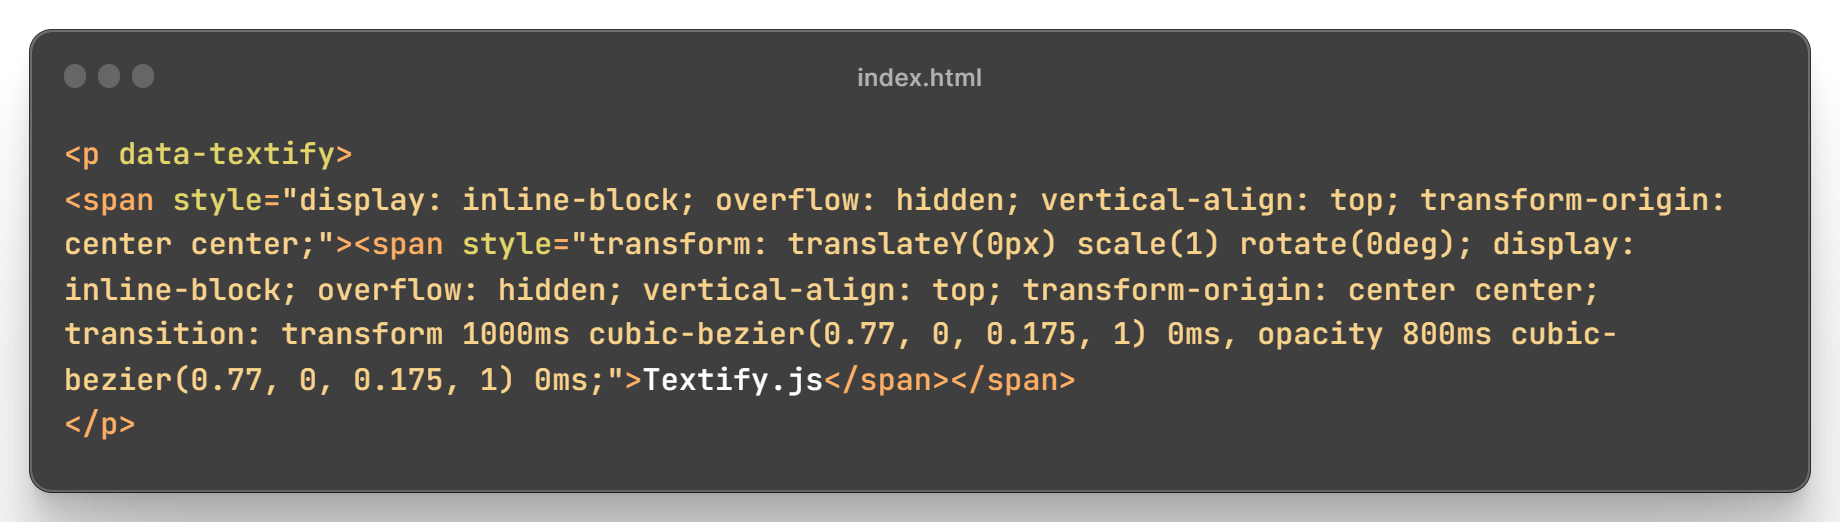 index.html
<p data-textify>
<span style="display: inline-block; overflow: hidden; vertical-align: top; transform-origin:
center center;"><span style="transform: translateY(0px) scale(1) rotate(0deg); display:
inline-block; overflow: hidden; vertical-align: top; transform-origin: center center;
transition: transform 1000ms cubic-bezier(0.77, 0, 0.175, 1) 0ms, opacity 800ms cubic-
bezier(0.77, 0, 0.175, 1) 0ms;">Textify.js</span></span>
</p>